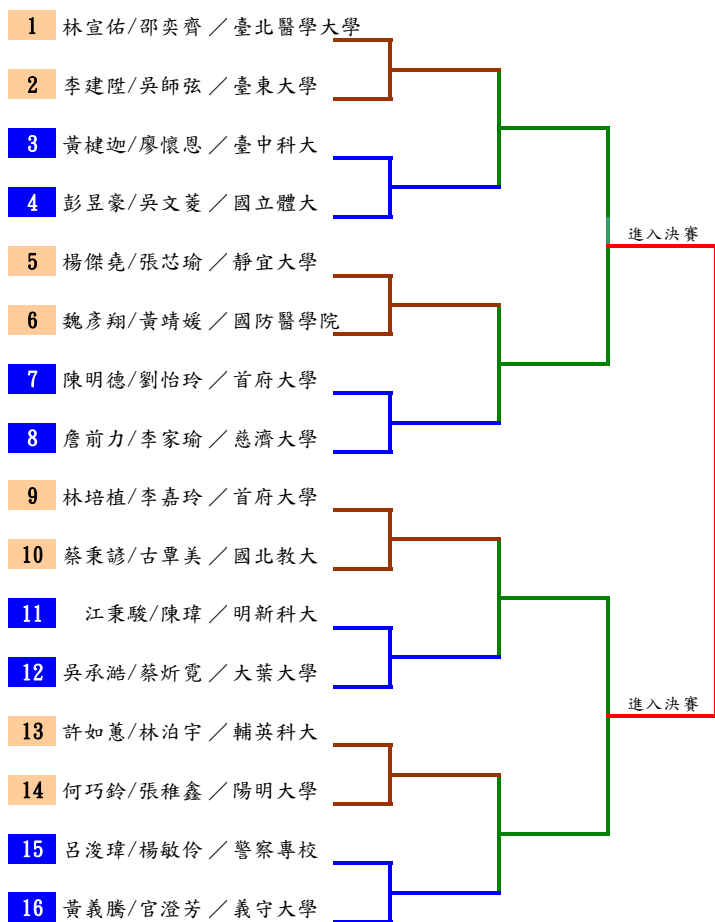 1 林宣佑/邵奕齊／臺北醫學大學
2 李建陞/吳師弦／臺東大學
3 黃楗迦/廖懷恩／臺中科大
4 彭昱豪/吳文菱／國立體大
進入決賽
5 楊傑堯/張芯瑜／靜宜大學
6 魏彥翔/黃靖媛／國防醫學院
7 陳明德/劉怡玲／首府大學
8 詹前力/李家瑜／慈濟大學
9 林培植/李嘉玲／首府大學
10 蔡秉諺/古覃美／國北教大
11 江秉駿/陳瑋／明新科大
12 吳承澔/蔡炘霓／大葉大學
進入決賽
13 許如蕙/林泊宇／輔英科大
14 何巧鈴/張稚鑫／陽明大學
15 呂浚瑋/楊敏伶／警察專校
16 黃義騰/官澄芳／義守大學